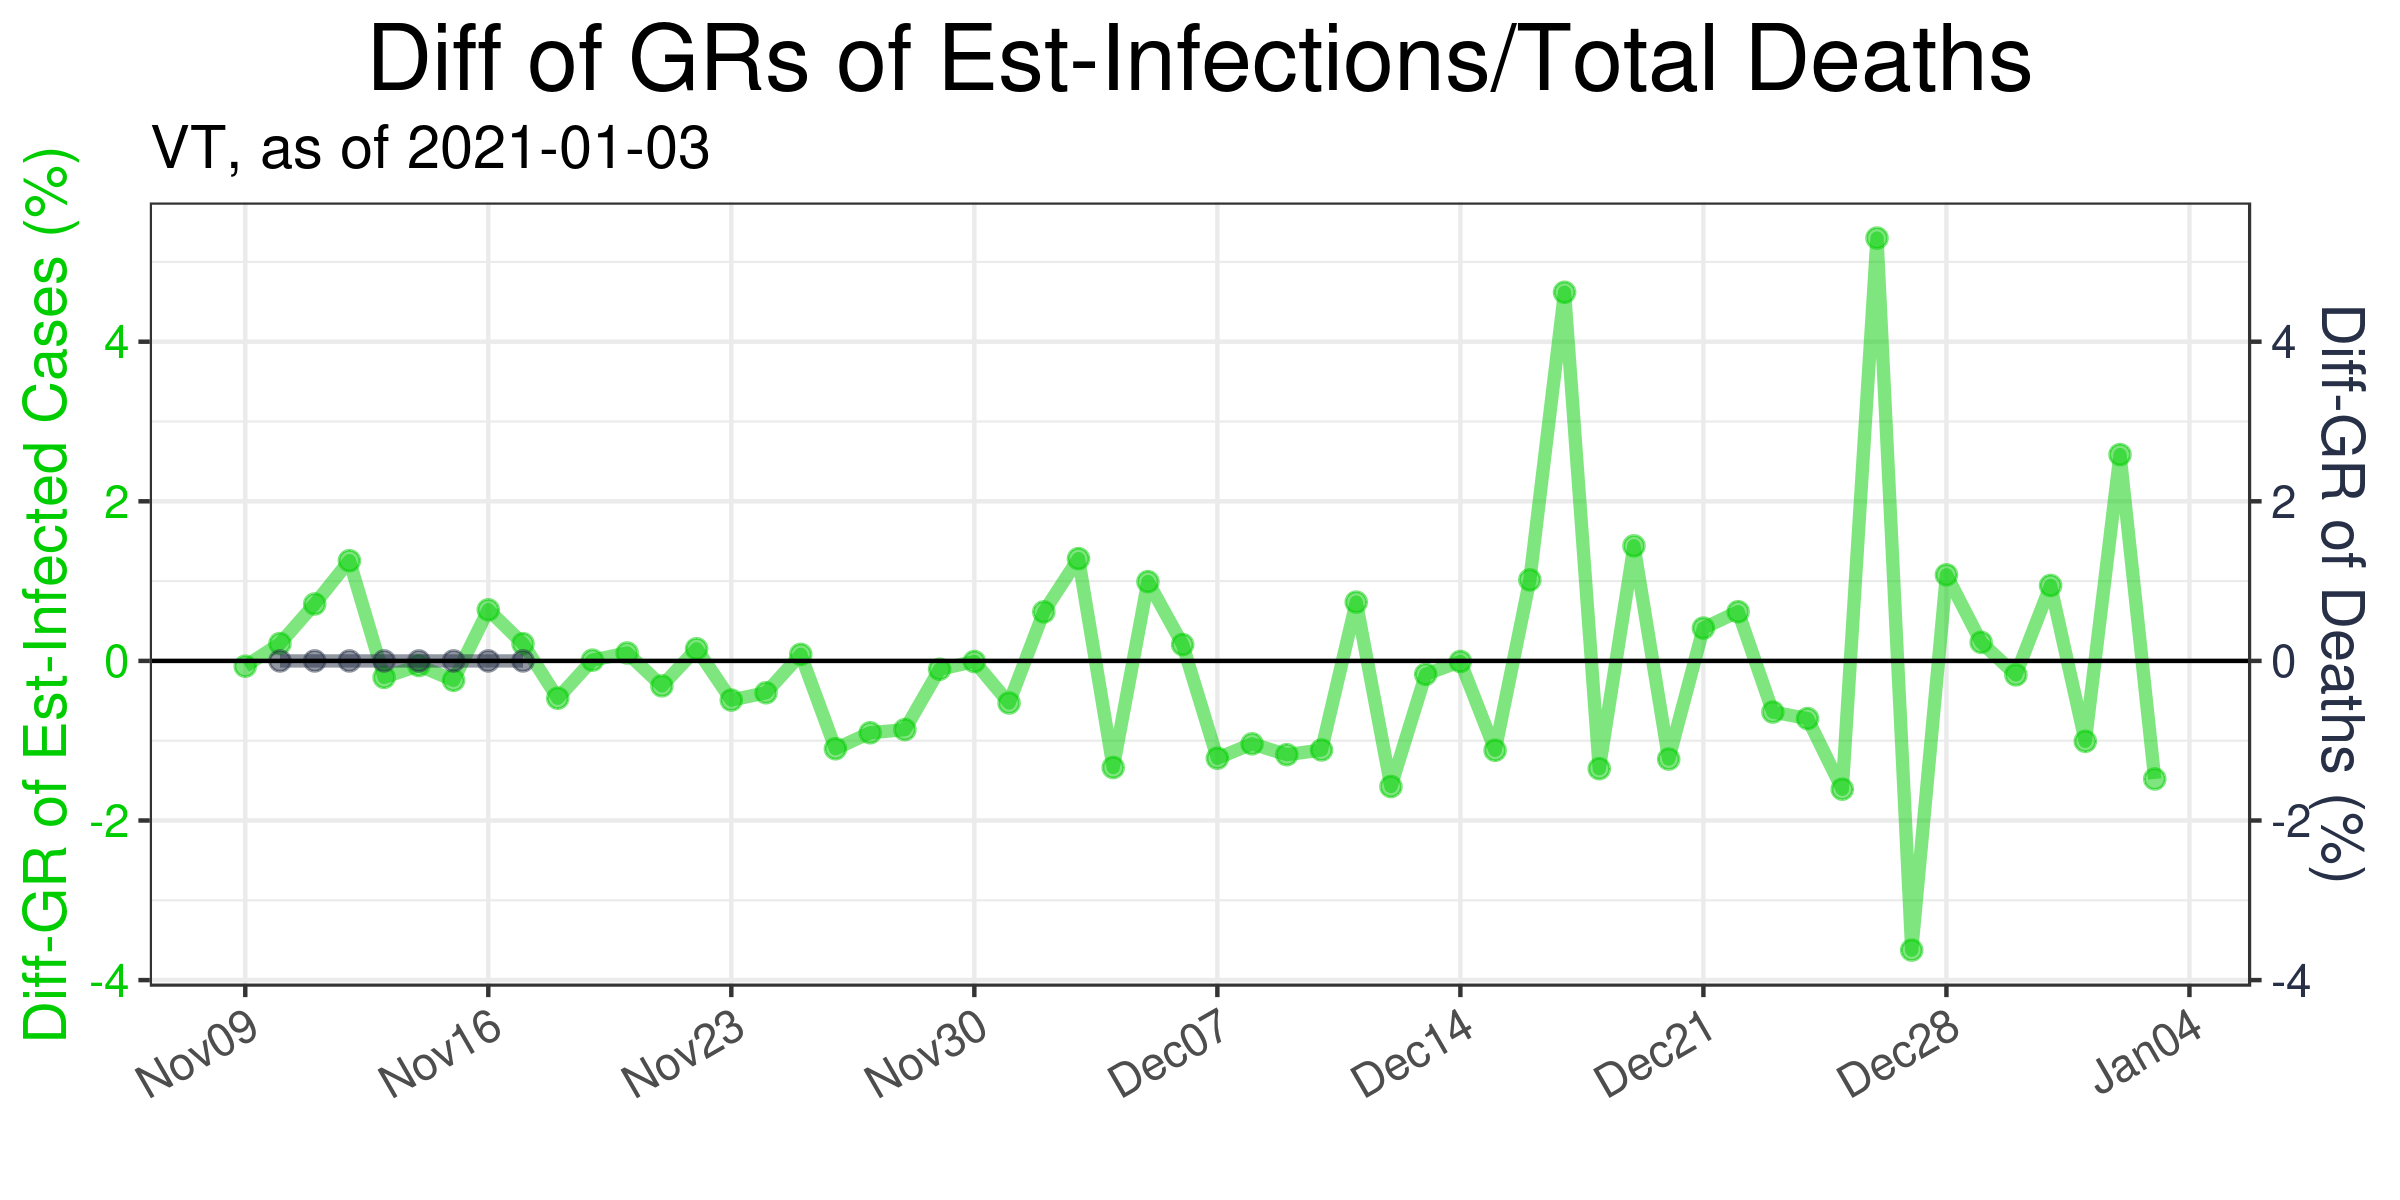 Diff of GRs of Est-Infections/Total Deaths
VT, as of 2021-01-03
Diff-GR of Est-Infected Cases (%)
4
2
0
-2
-4
4
2
0
-2
-4
Diff-GR of Deaths (%)
Nov09
Nov16
Nov23
Nov30
Dec07
Dec14
Dec21
Dec28
Jan04